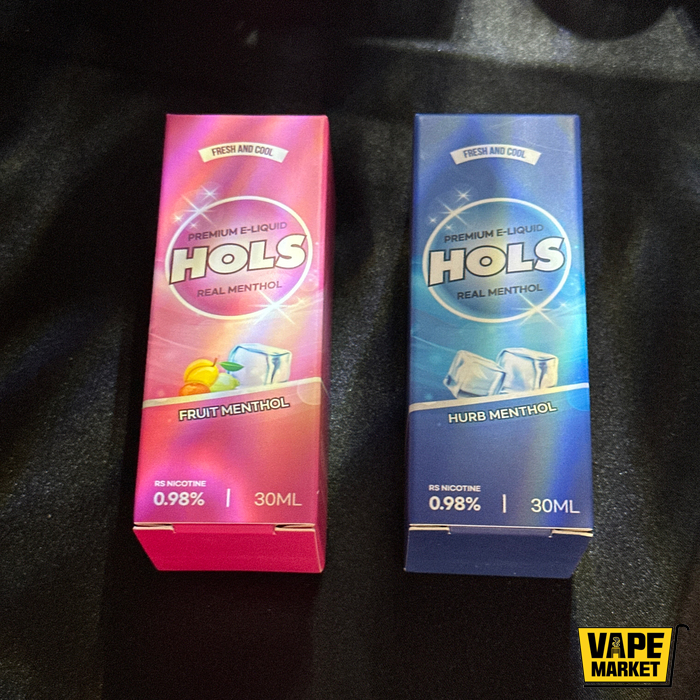 FRESH AND COOL
PREMIUM E-LIQUID
HOLS
REAL MENTHOL
FRUIT MENTHOL
RS NICOTINE
0.98% | 30ML
FRESH AND COOL
PREMIUM E-LIQUID
HOLS
REAL MENTHOL
HURB MENTHOL
RS NICOTINE
0.98% | 30ML
VAPE
MARKET